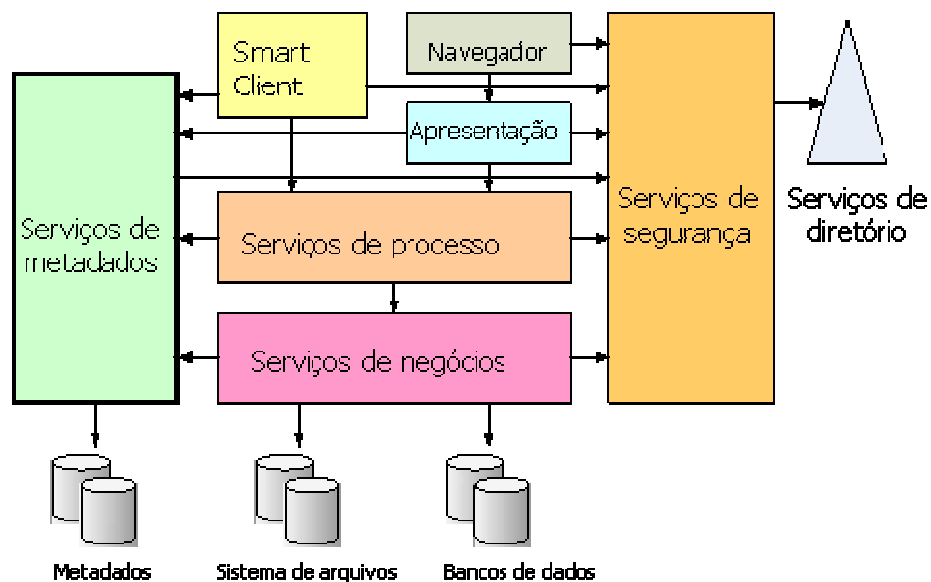 Smart
Client
Navegador
Apresentação
Serviços de
metadados
Serviços de processo
Serviços de negócios
Serviços de
segurança
Serviços de
diretório
Metadados
Sistema de arquivos
Bancos de dados